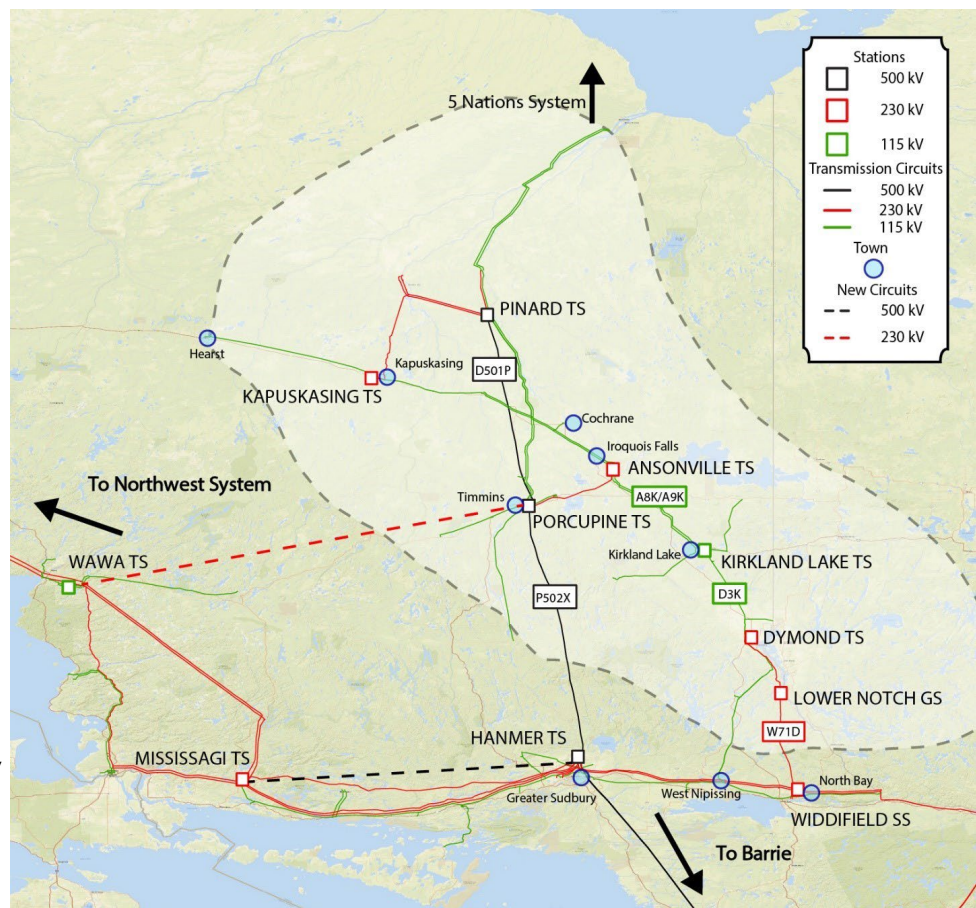 5 Nations System
Stations
500 kV
230 kV
115 kV
Transmission Circuits
500 kV
230 kV
115 kV
Town
New Circuits
500 kV
230 kV
PINARD TS
Hearst
Kapuskasing
D501P
KAPUSKASING TS
Cochrane
Iroquois Falls
ANSONVILLE TS
To Northwest System
Timmins
A8K/A9K
PORCUPINE TS
Kirkland Lake
KIRKLAND LAKE TS
WAWA TS
P502X
D3K
DYMOND TS
LOWER NOTCH GS
HANMER TS
W71D
MISSISSAGI TS
Greater Sudbury
West Nipissing
North Bay
WIDDIFIELD SS
To Barrie